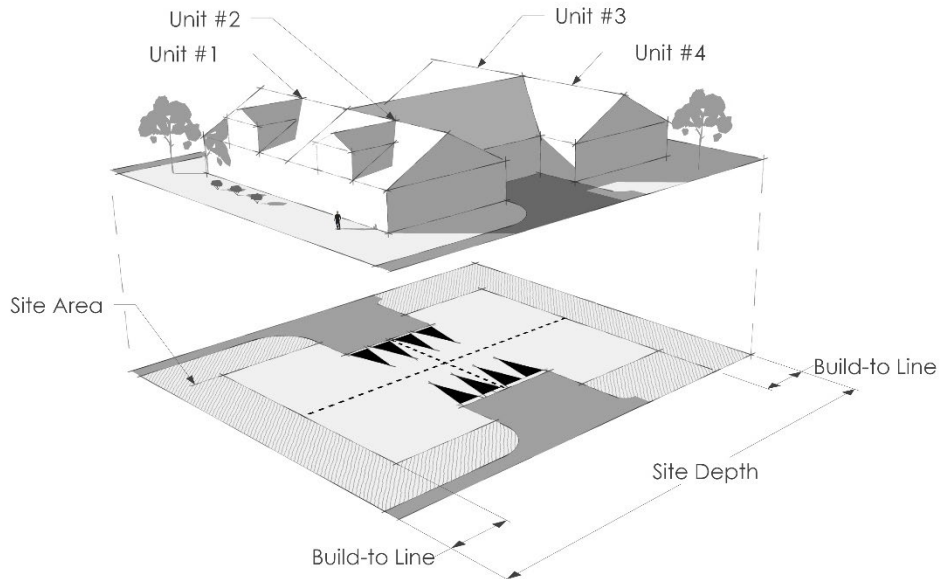 Unit #2
Unit #3
Unit #1
Unit #4
Site Area
Build-to Line
Site Depth
Build-to Line